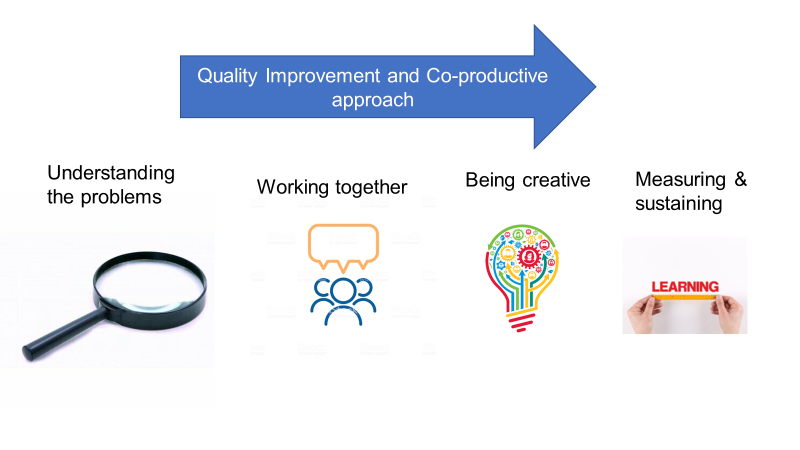 Quality Improvement and Co-productive
approach
Understanding
the problems
Working together
Being creative
Measuring &
sustaining
LEARNING